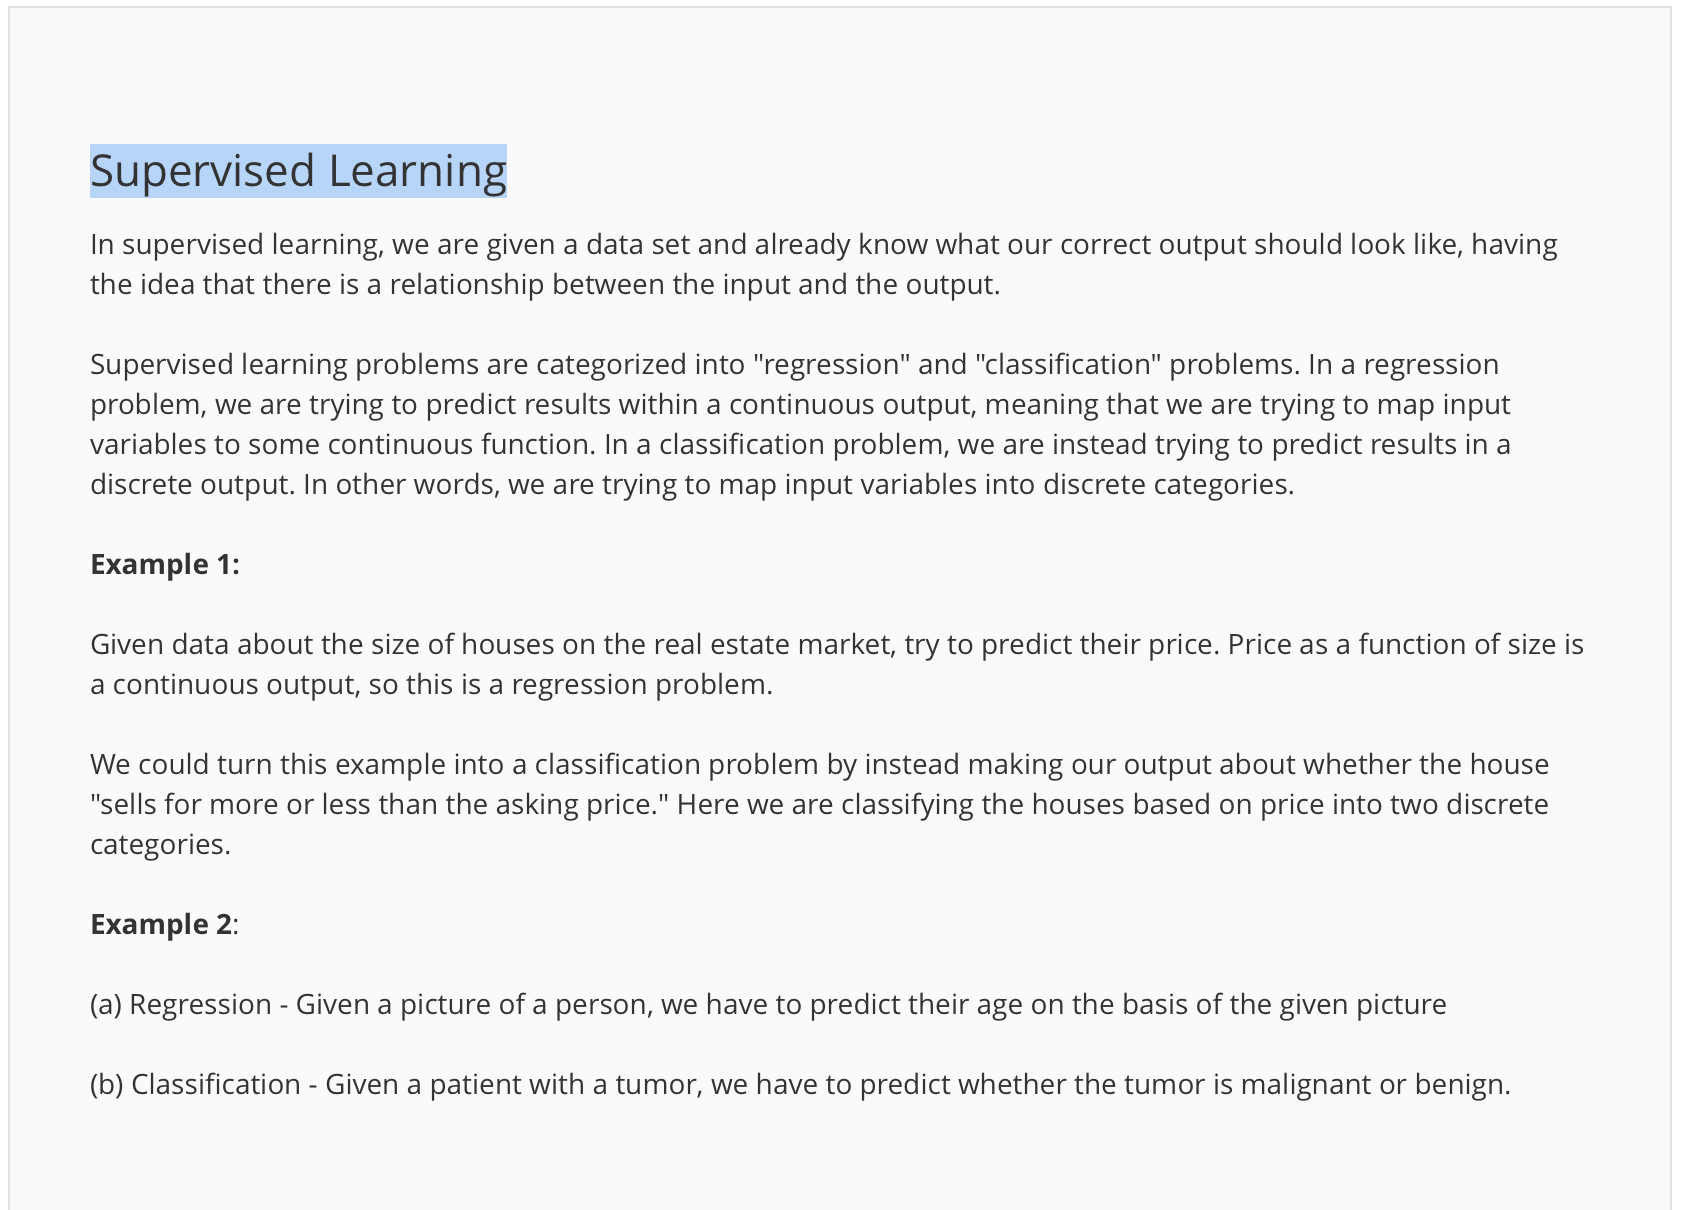 Supervised Learning
In supervised learning, we are given a data set and already know what our correct output should look like, having
the idea that there is a relationship between the input and the output.
Supervised learning problems are categorized into "regression" and "classification" problems. In a regression
problem, we are trying to predict results within a continuous output, meaning that we are trying to map input
variables to some continuous function. In a classification problem, we are instead trying to predict results in a
discrete output. In other words, we are trying to map input variables into discrete categories.
Example 1:
Given data about the size of houses on the real estate market, try to predict their price. Price as a function of size is
a continuous output, so this is a regression problem.
We could turn this example into a classification problem by instead making our output about whether the house
"sells for more or less than the asking price." Here we are classifying the houses based on price into two discrete
categories.
Example 2:
(a) Regression - Given a picture of a person, we have to predict their age on the basis of the given picture
(b) Classification - Given a patient with a tumor, we have to predict whether the tumor is malignant or benign.